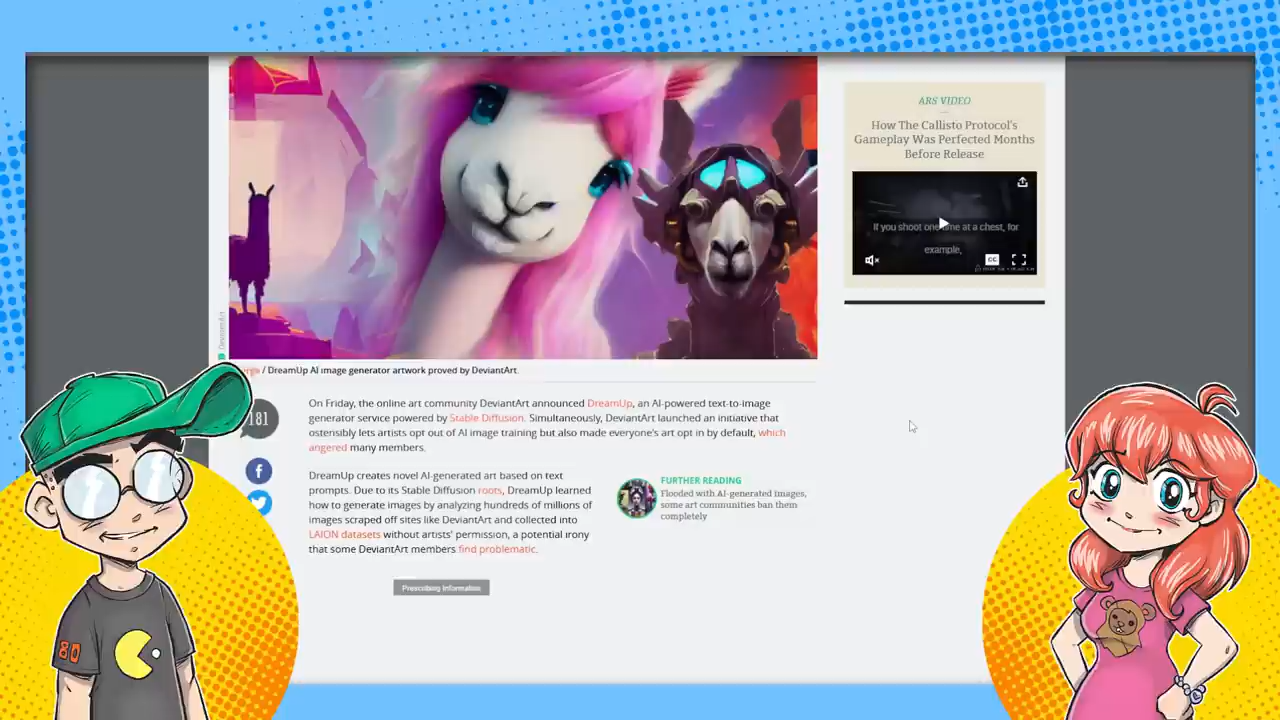 ARS VIDEO
How The Callisto Protocol's
Gameplay Was Perfected Months
Before Release
If you shoot one time at a chest, for
example,
CC
DeviantArt
/ DreamUp AI image generator artwork proved by DeviantArt.
181
On Friday, the online art community DeviantArt announced DreamUp, an AI-powered text-to-image
generator service powered by Stable Diffusion. Simultaneously, DeviantArt launched an initiative that
ostensibly lets artists opt out of AI image training but also made everyone's art opt in by default, which
angered many members.
DreamUp creates novel AI-generated art based on text
prompts. Due to its Stable Diffusion roots, DreamUp learned
how to generate images by analyzing hundreds of millions of
images scraped off sites like DeviantArt and collected into
LAION datasets without artists' permission, a potential irony
that some DeviantArt members find problematic.
FURTHER READING
Flooded with AI-generated images,
some art communities ban them
completely
Prescribing Information
80